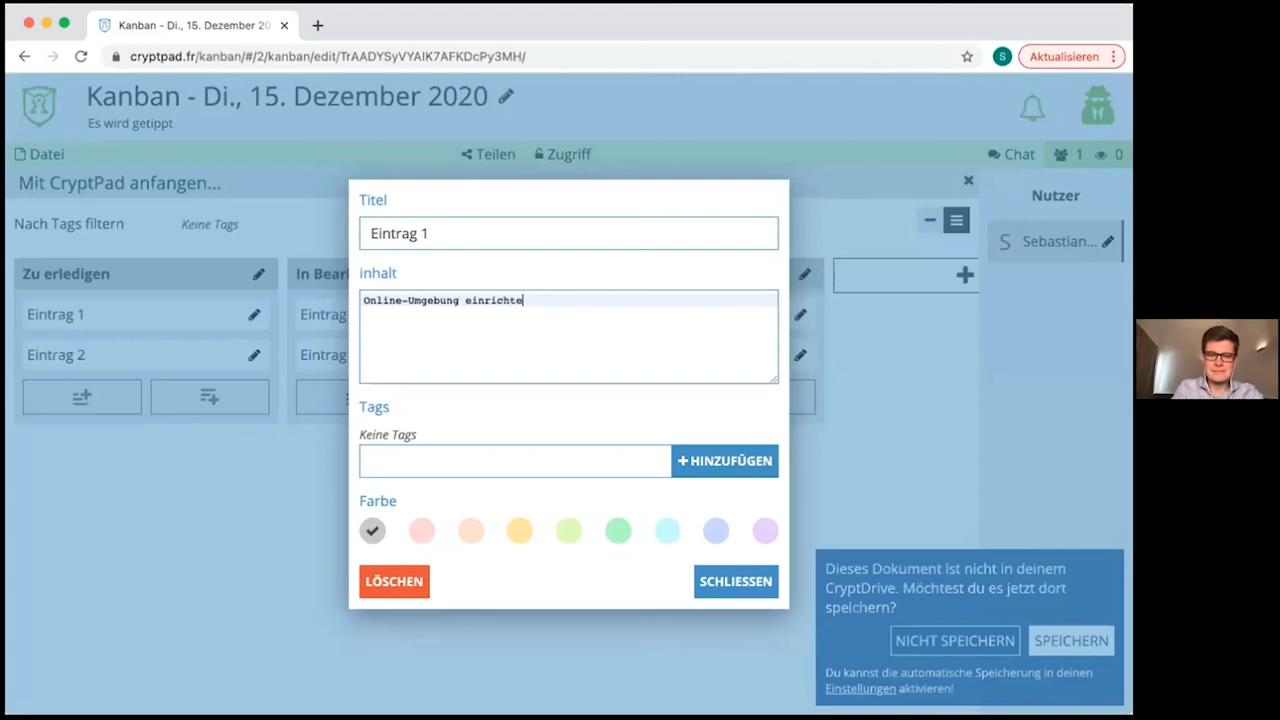 Kanban - Di., 15. Dezember 20
cryptpad.fr/kanban/#/2/kanban/edit/TrAADYSyVYAIK7AFKDcPy3MH/
S
Aktualisieren
Kanban - Di., 15. Dezember 2020
Es wird getippt
Datei
Teilen
Zugriff
Chat
1
0
Mit CryptPad anfangen...
Nutzer
Nach Tags filtern
Keine Tags
S
Sebastian...
Zu erledigen
In Bear
Eintrag 1
Eintrag
Eintrag 2
Eintrag
Titel
Eintrag 1
inhalt
Online-Umgebung einrichte
Tags
Keine Tags
+ HINZUFÜGEN
Farbe
LÖSCHEN
SCHLIESSEN
Dieses Dokument ist nicht in deinem
CryptDrive. Möchtest du es jetzt dort
speichern?
NICHT SPEICHERN
SPEICHERN
Du kannst die automatische Speicherung in deinen
Einstellungen aktivieren!